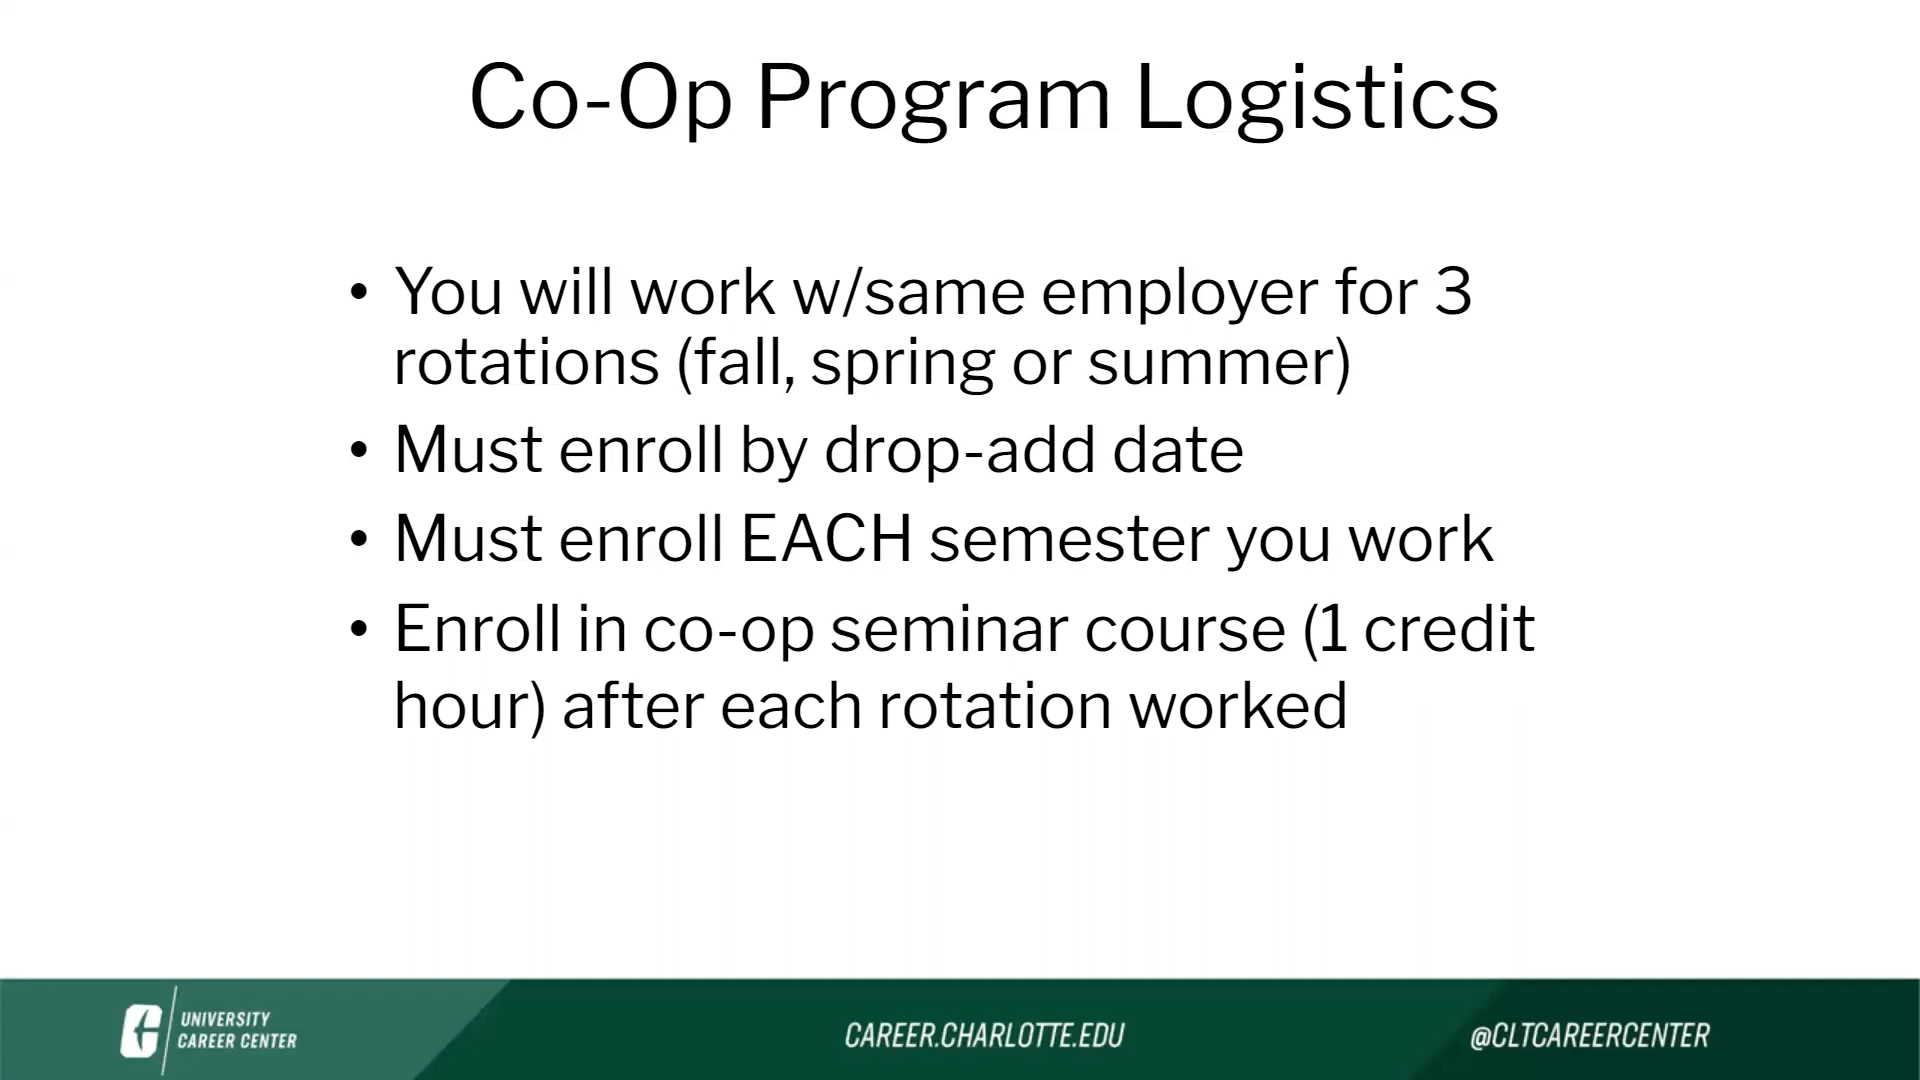 Co-Op Program Logistics
• You will work w/same employer for 3
rotations (fall, spring or summer)
• Must enroll by drop-add date
• Must enroll EACH semester you work
• Enroll in co-op seminar course (1 credit
hour) after each rotation worked
UNIVERSITY
CAREER CENTER
CAREER.CHARLOTTE.EDU
@CLTCAREERCENTER